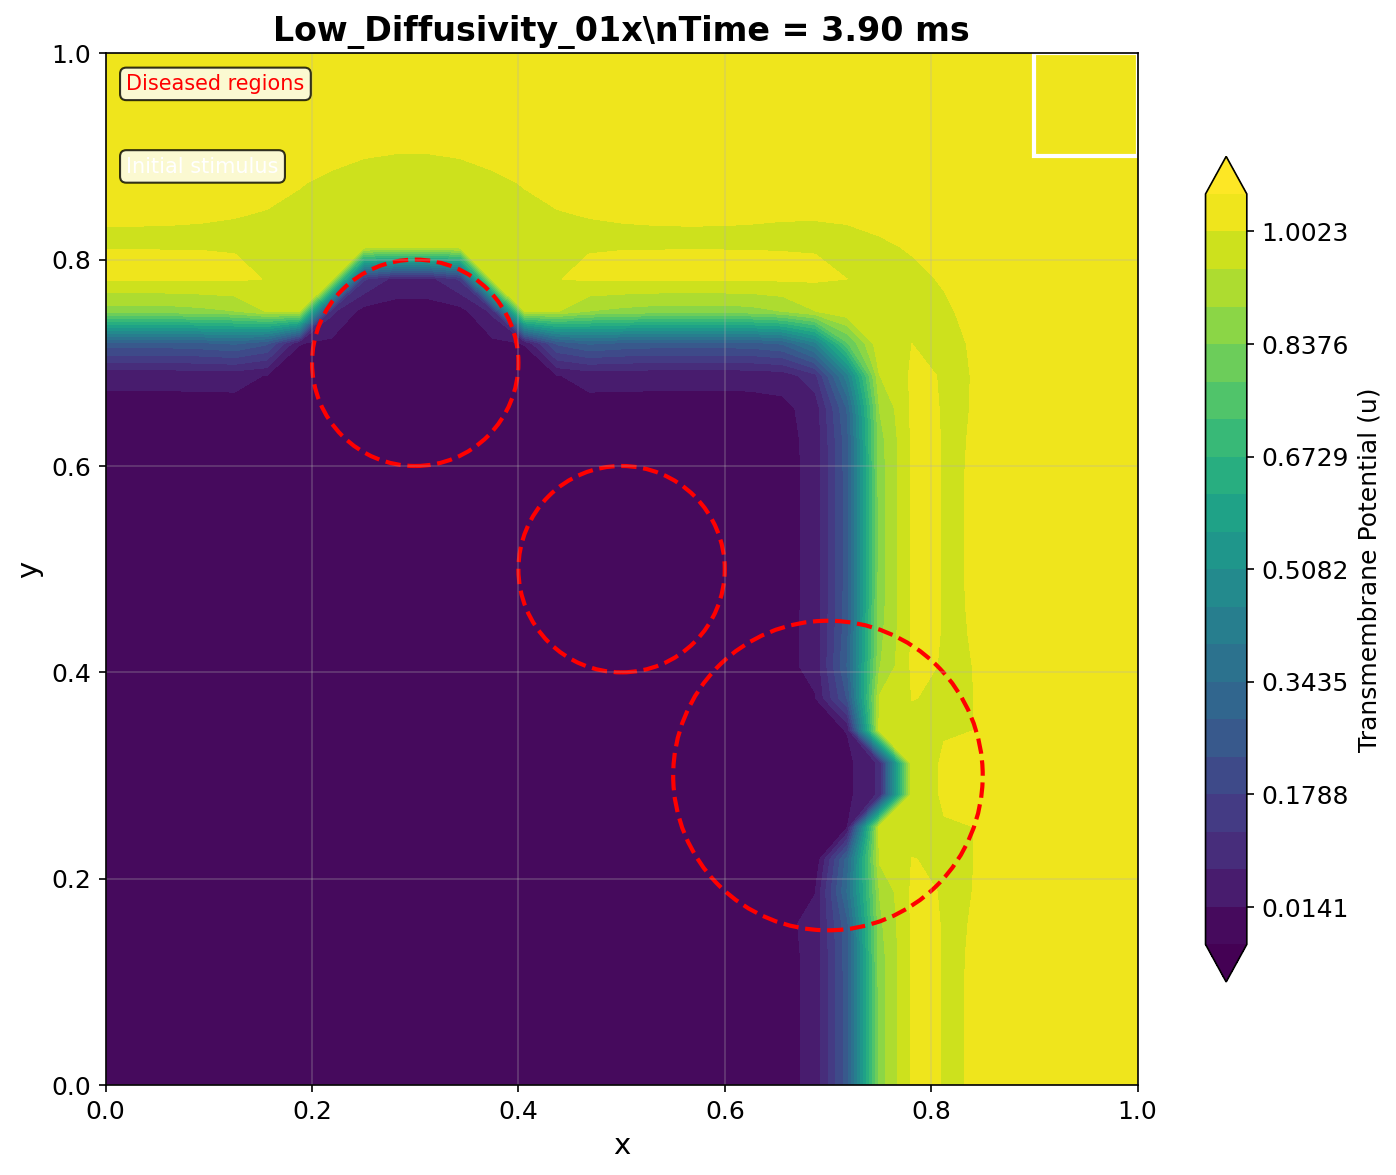 Low_Diffusivity_01x\nTime = 3.90 ms
Diseased regions
Initial stimulus
1.0
0.8
0.6
0.4
0.2
0.0
y
0.0 0.2 0.4 0.6 0.8 1.0
x
1.0023
0.8376
0.6729
0.5082
0.3435
0.1788
0.0141
Transmembrane Potential (u)